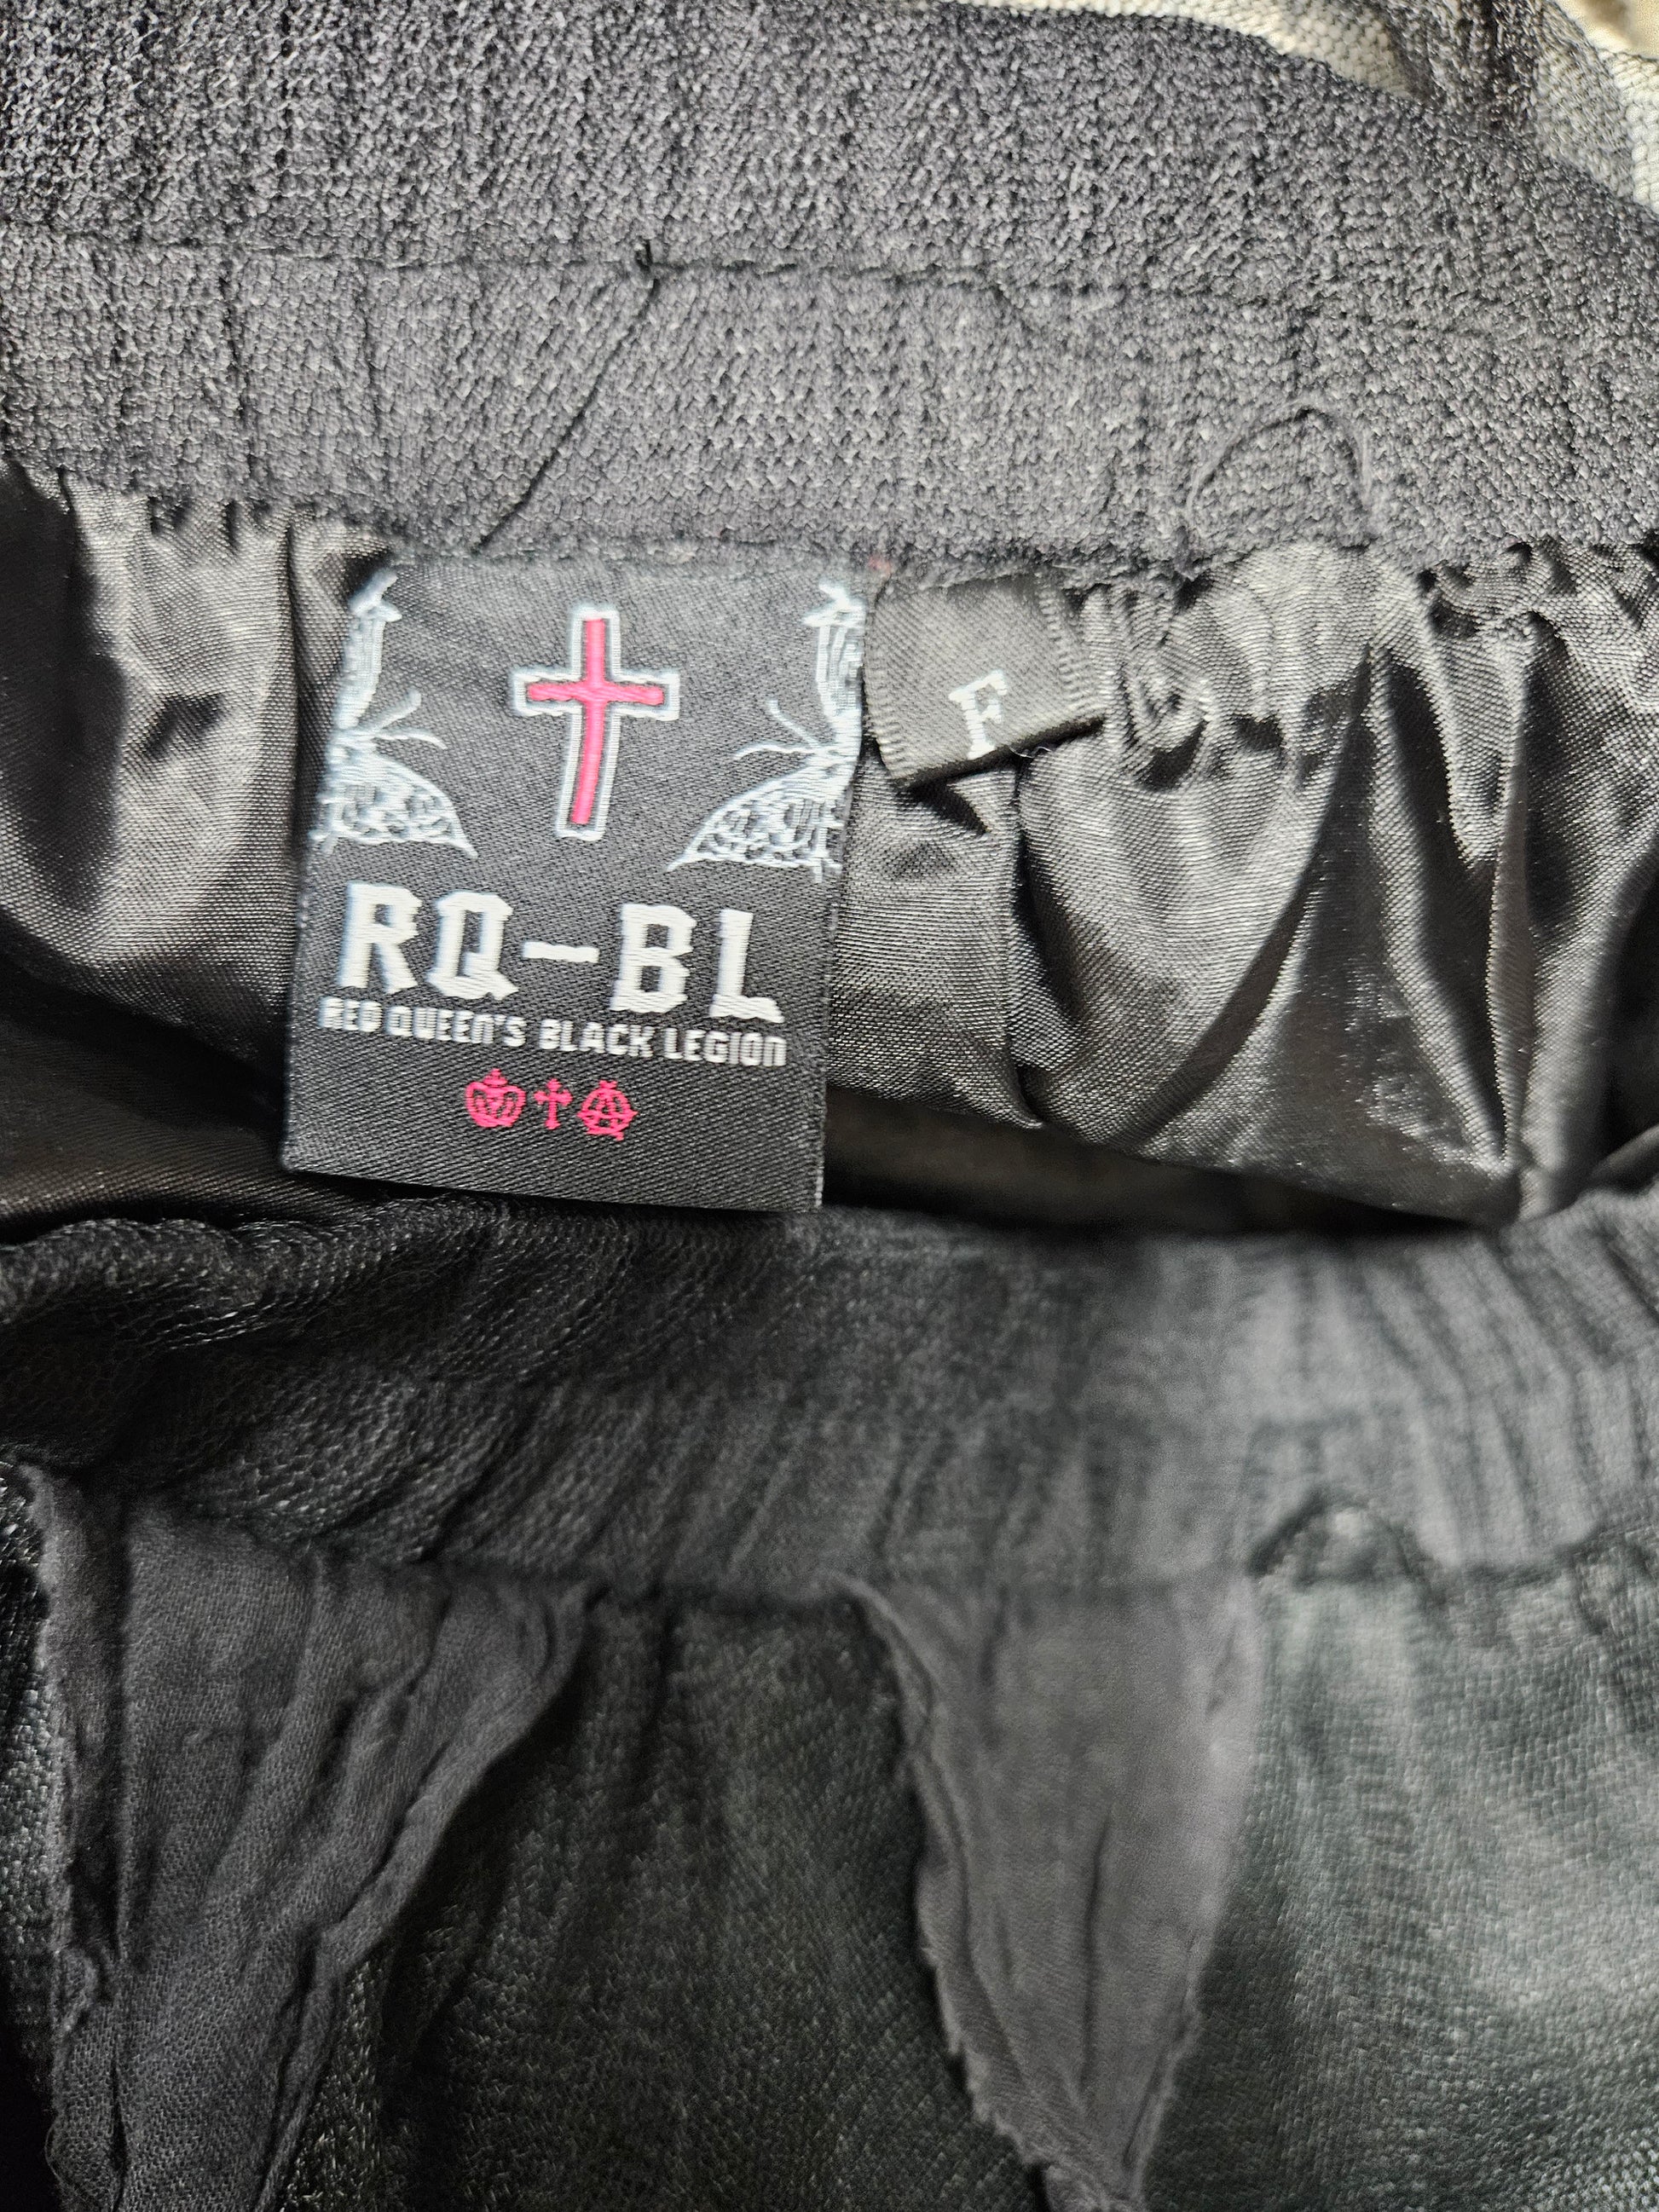 F
RQ-BL
RED QUEEN'S BLACK LEGION